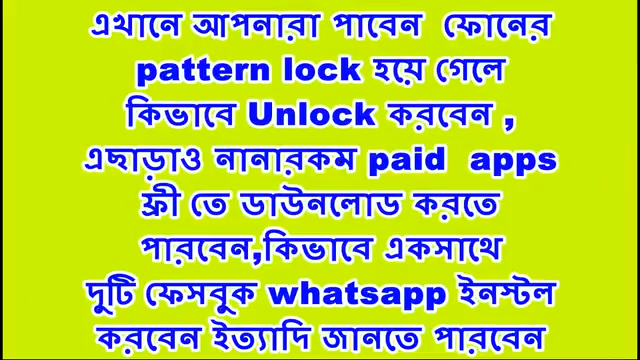 এখানে আপনারা পাবেন ফোনের
pattern lock হয়ে গেলে
কিভাবে Unlock করবেন ,
এছাড়াও নানারকম paid apps
ফ্রী তে ডাউনলোড করতে
পারবেন,কিভাবে একসাথে
দুটি ফেসবুক whatsapp ইনস্টল
করবেন ইত্যাদি জানতে পারবেন